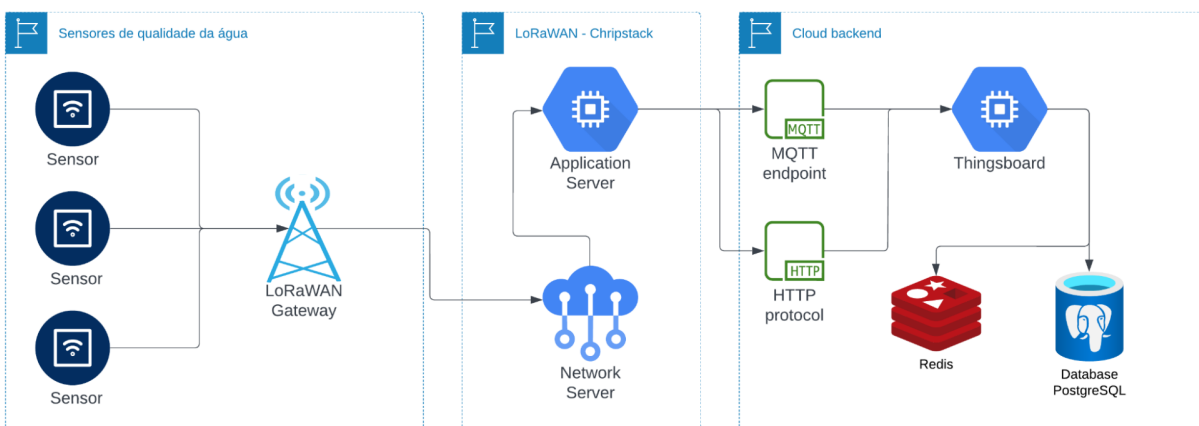 Sensores de qualidade da água
Sensor
Sensor
Sensor
LoRaWAN
Gateway
LoRaWAN - Chripstack
Application
Server
Network
Server
Cloud backend
MQTT
MQTT
endpoint
HTTP
HTTP
protocol
Thingsboard
Redis
Database
PostgreSQL